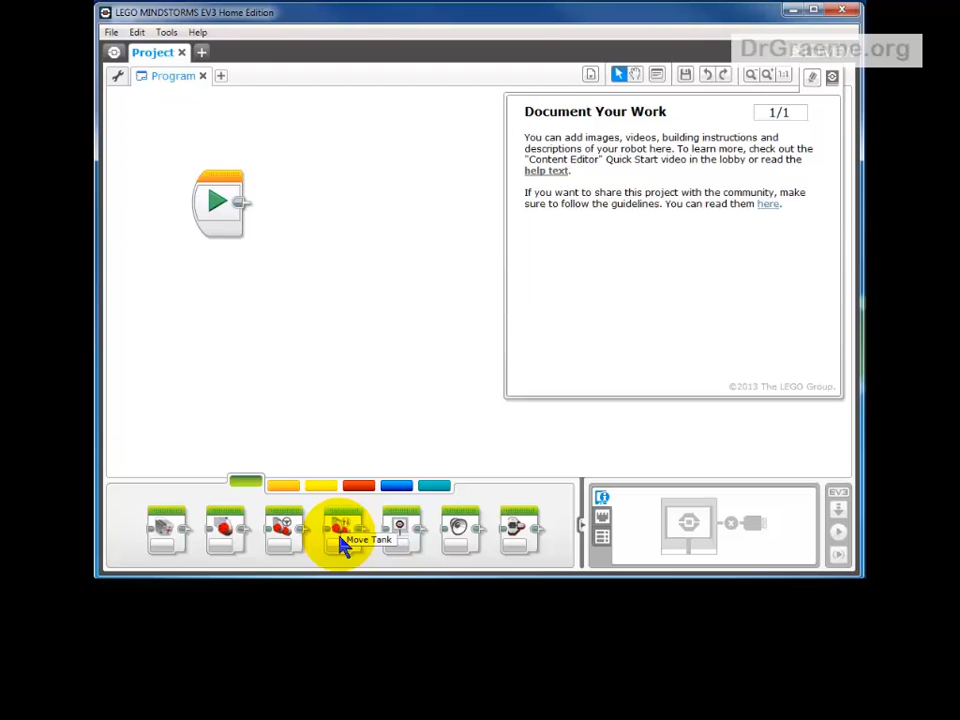 LEGO MINDSTORMS EV3 Home Edition
DrGraeme.org
File Edit Tools Help
Project
Program
1:1
Document Your Work
1/1
You can add images, videos, building instructions and
descriptions of your robot here. To learn more, check out the
"Content Editor" Quick Start video in the lobby or read the
help text.
If you want to share this project with the community, make
sure to follow the guidelines. You can read them here.
©2013 The LEGO Group.
EV3
Move Tank